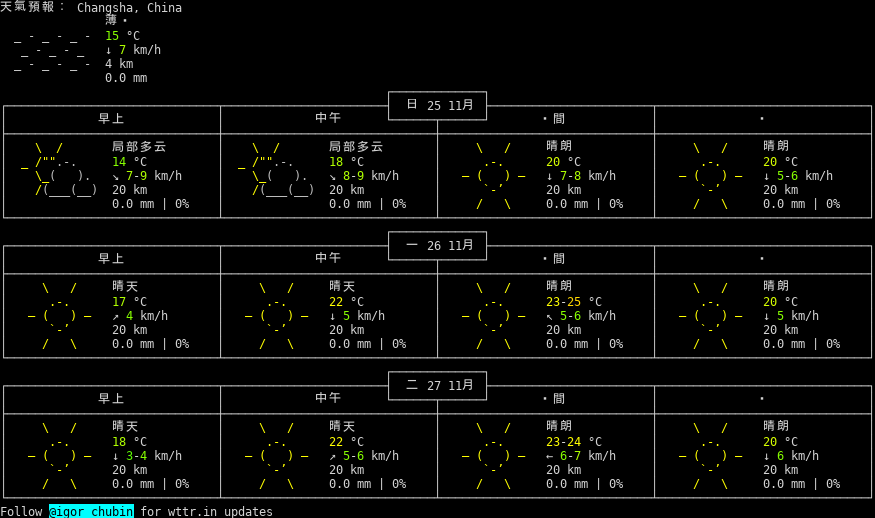 天氣預報： Changsha, China
薄・
15 °C
↓ 7 km/h
4 km
0.0 mm
日 25 11月
早上 中午 ・間 ・
局部多云 局部多云 晴朗 晴朗
14 °C 18 °C 20 °C 20 °C
↘ 7-9 km/h ↘ 8-9 km/h ↓ 7-8 km/h ↓ 5-6 km/h
20 km 20 km 20 km 20 km
0.0 mm | 0% 0.0 mm | 0% 0.0 mm | 0% 0.0 mm | 0%
一 26 11月
早上 中午 ・間 ・
晴天 晴天 晴朗 晴朗
17 °C 22 °C 23-25 °C 20 °C
↗ 4 km/h ↓ 5 km/h ↖ 5-6 km/h ↓ 5 km/h
20 km 20 km 20 km 20 km
0.0 mm | 0% 0.0 mm | 0% 0.0 mm | 0% 0.0 mm | 0%
二 27 11月
早上 中午 ・間 ・
晴天 晴天 晴朗 晴朗
18 °C 22 °C 23-24 °C 20 °C
↓ 3-4 km/h ↗ 5-6 km/h ← 6-7 km/h ↓ 6 km/h
20 km 20 km 20 km 20 km
0.0 mm | 0% 0.0 mm | 0% 0.0 mm | 0% 0.0 mm | 0%
Follow @igor_chubin for wttr.in updates